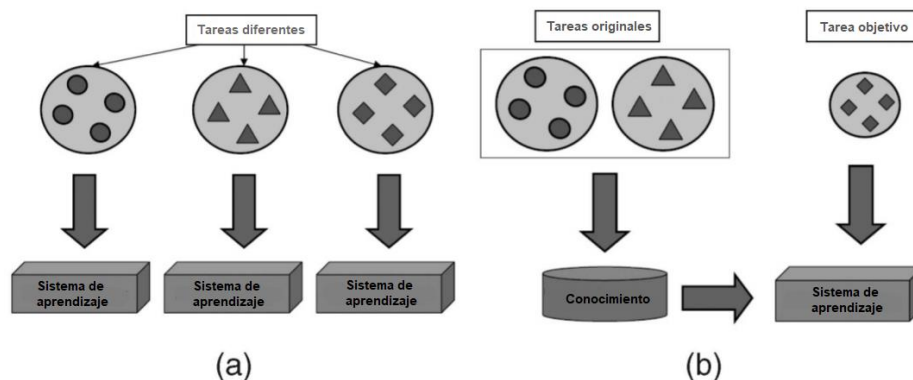 Tareas diferentes
Tareas originales
Tarea objetivo
Sistema de
aprendizaje
Sistema de
aprendizaje
Sistema de
aprendizaje
Conocimiento
Sistema de
aprendizaje
(a)
(b)